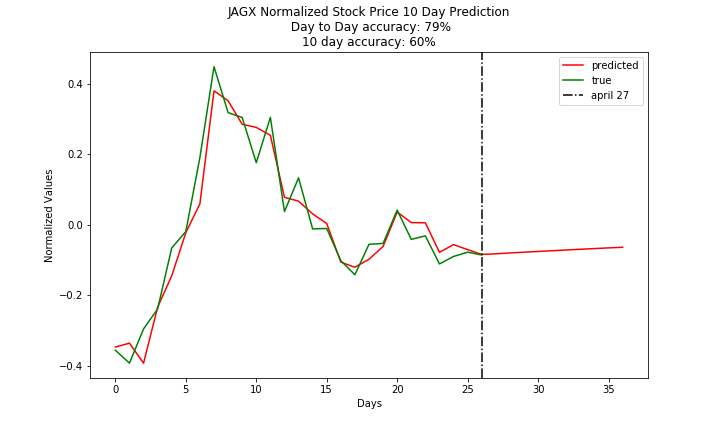 JAGX Normalized Stock Price 10 Day Prediction
Day to Day accuracy: 79%
10 day accuracy: 60%
predicted
true
april 27
Normalized Values
0.4
0.2
0.0
−0.2
−0.4
0 5 10 15 20 25 30 35
Days